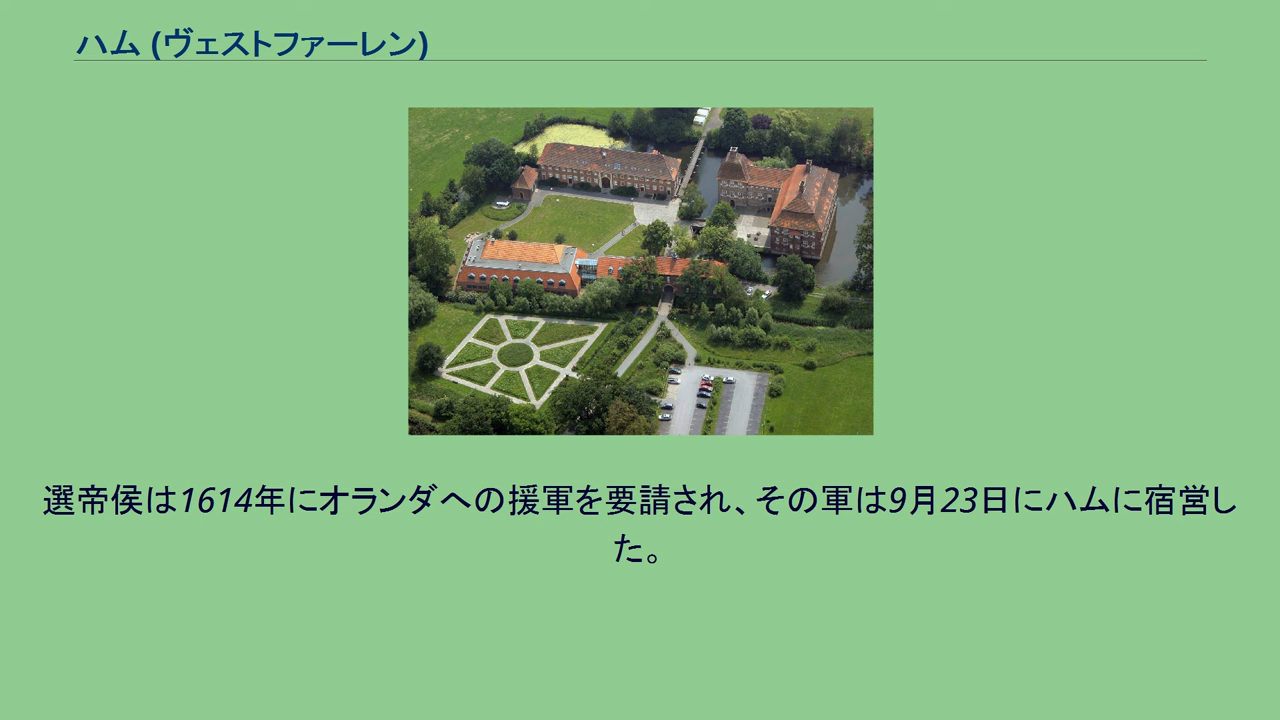 ハム (ヴェストファーレン)
選帝侯は1614年にオランダへの援軍を要請され、その軍は9月23日にハムに宿営し
た。